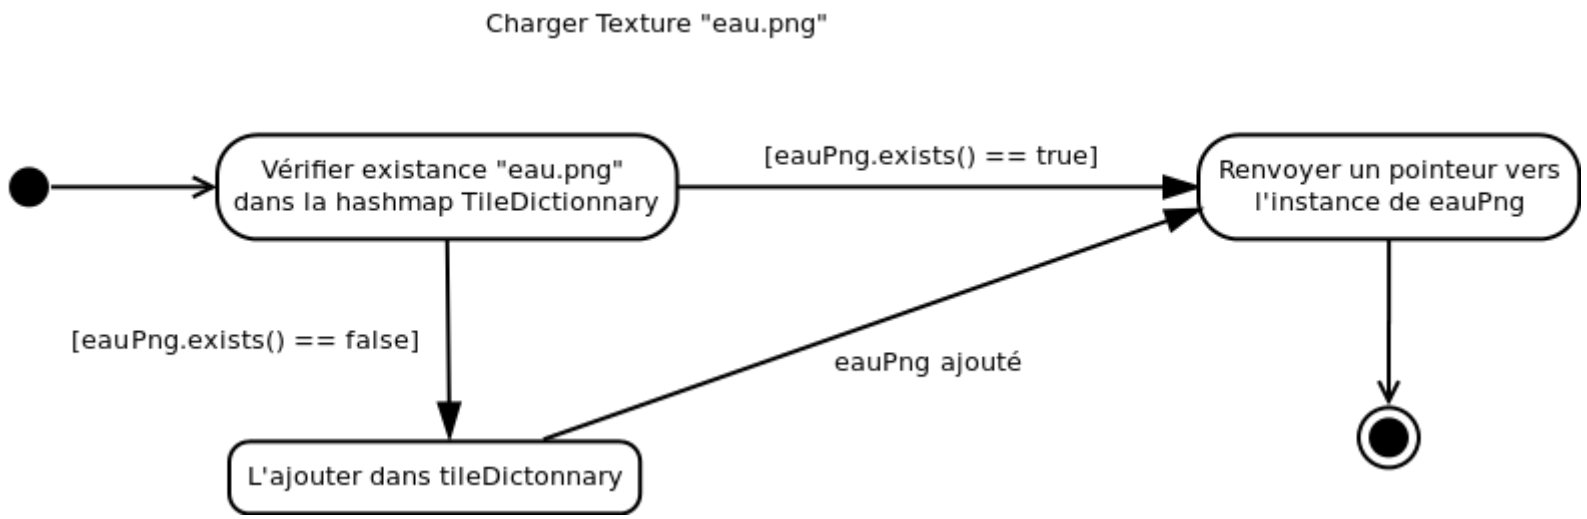 Charger Texture "eau.png"
Vérifier existance "eau.png"
dans la hashmap TileDictionnary
[eauPng.exists() == true]
Renvoyer un pointeur vers
l'instance de eauPng
[eauPng.exists() == false]
eauPng ajouté
L'ajouter dans tileDictonnary